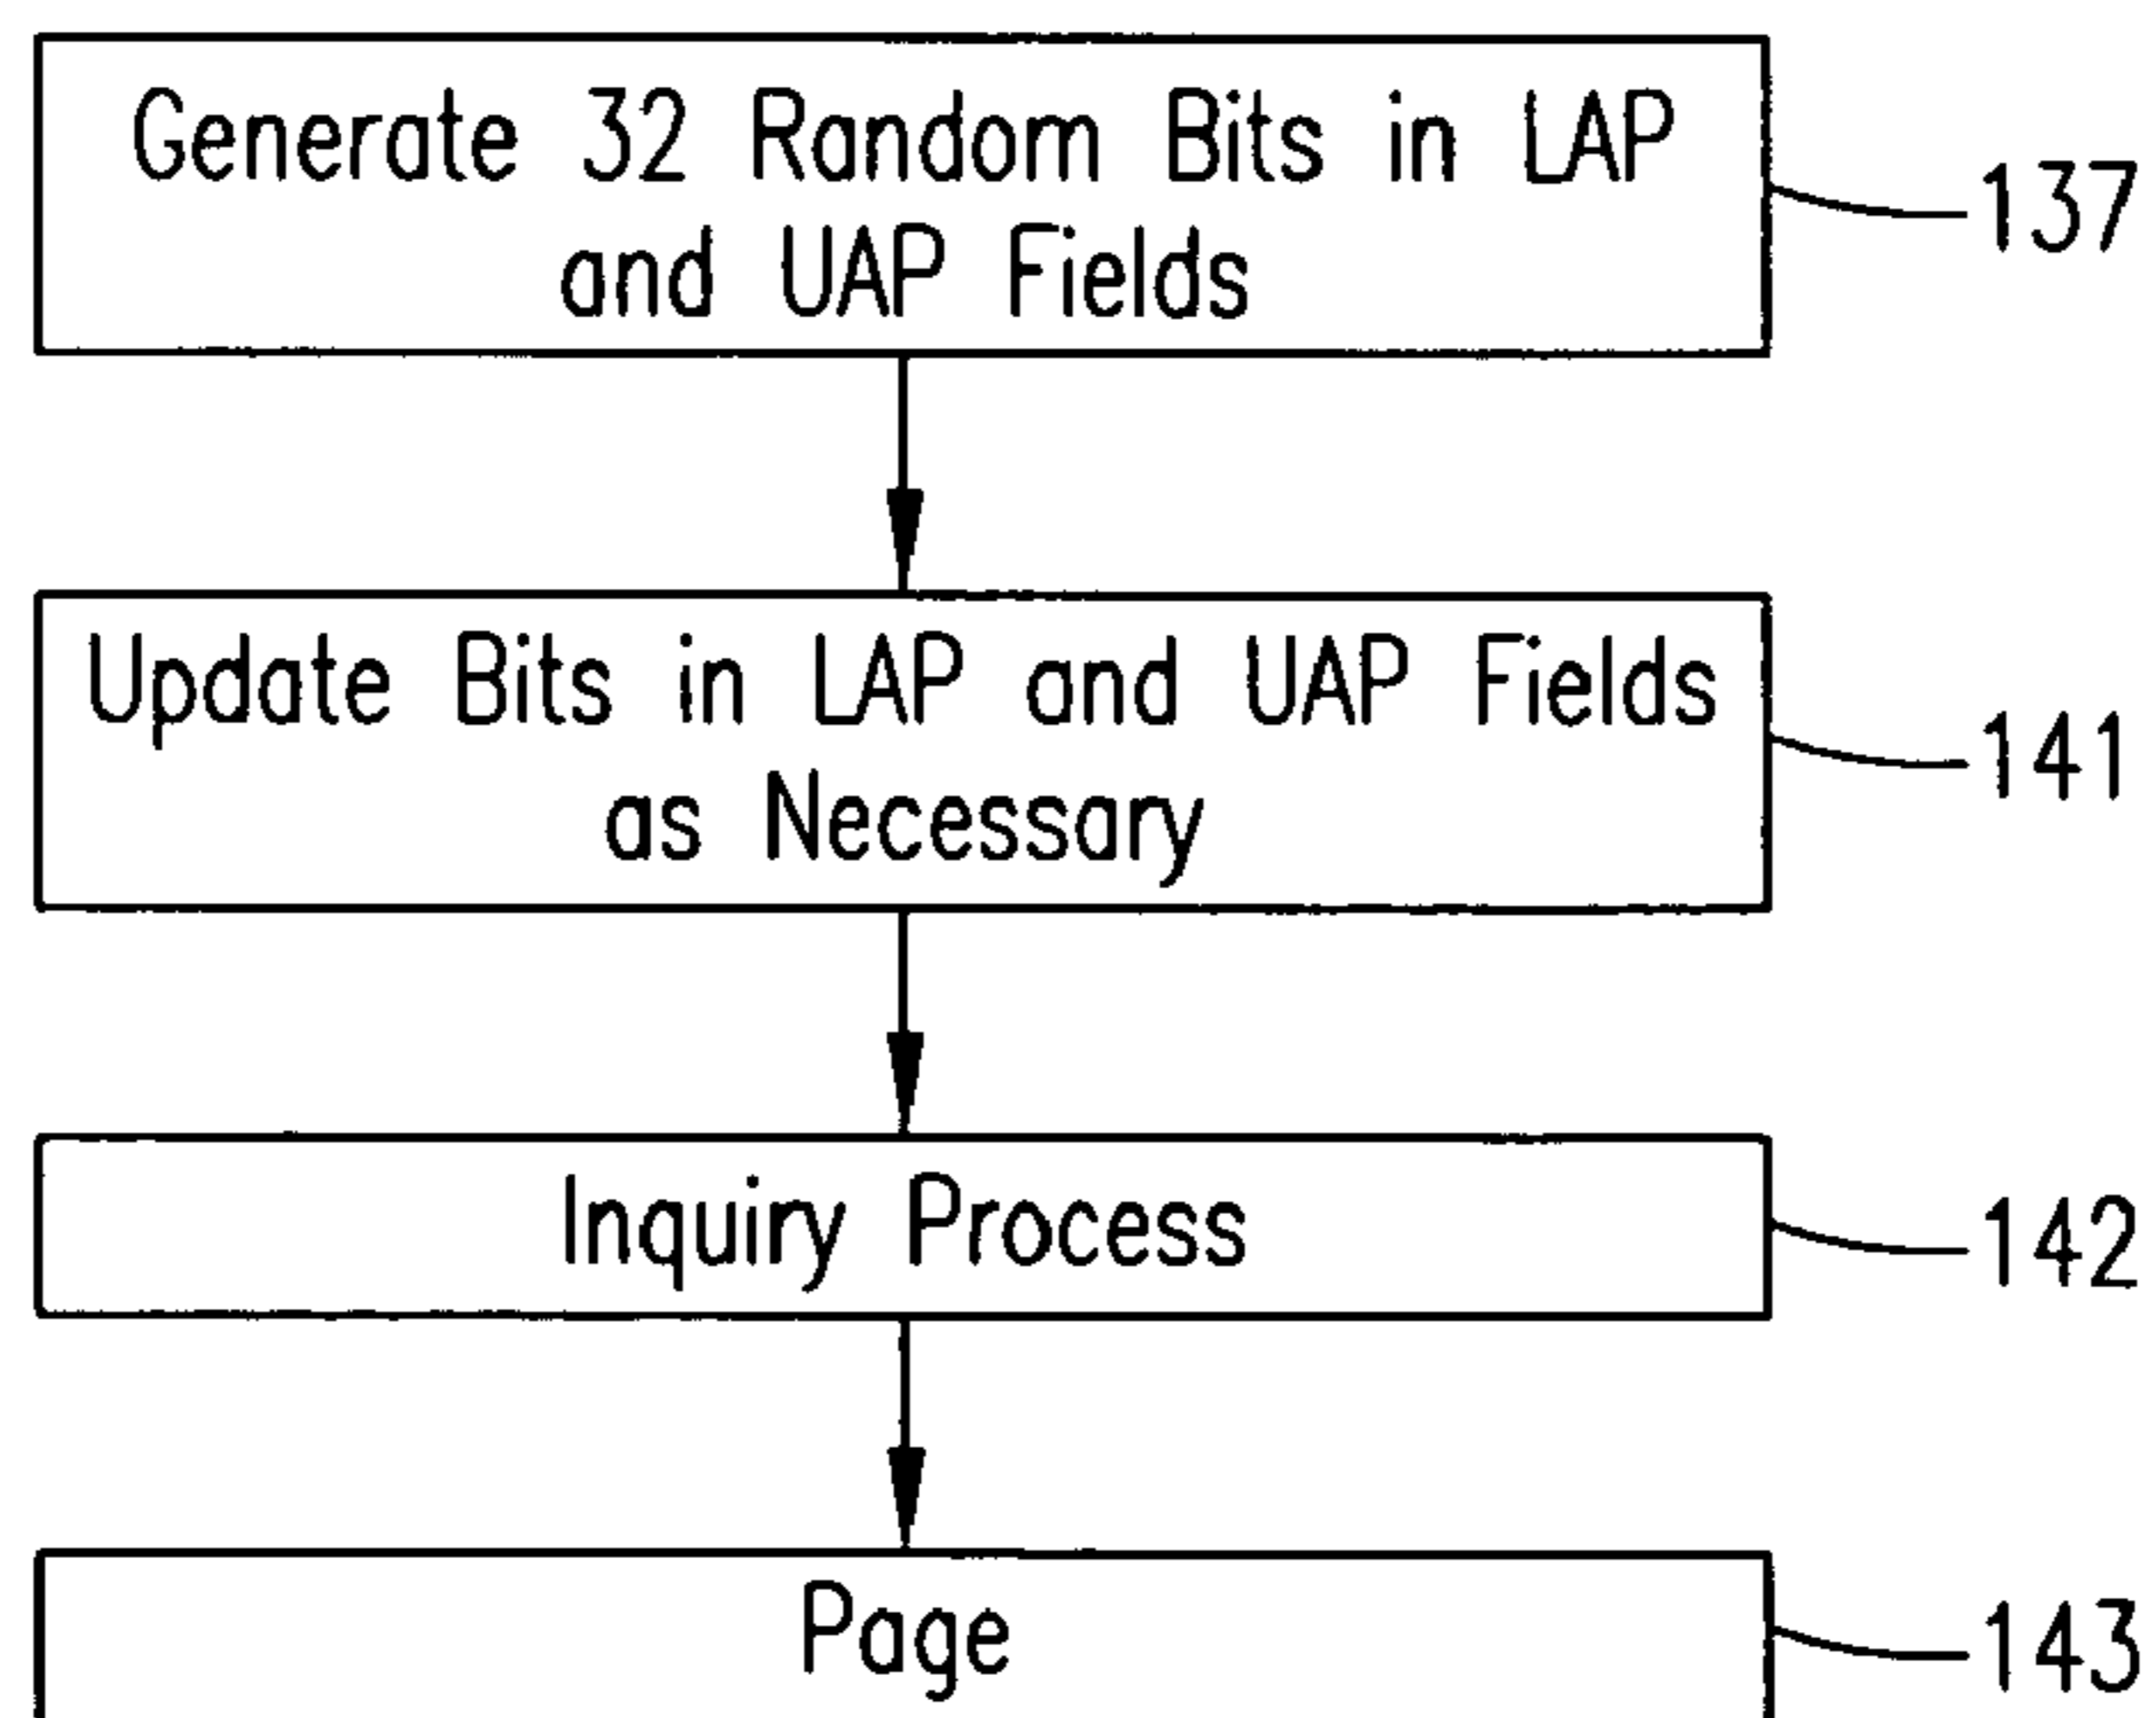 Generate 32 Random Bits in LAP
and UAP Fields
137
Update Bits in LAP and UAP Fields
as Necessary
141
Inquiry Process
142
Page
143